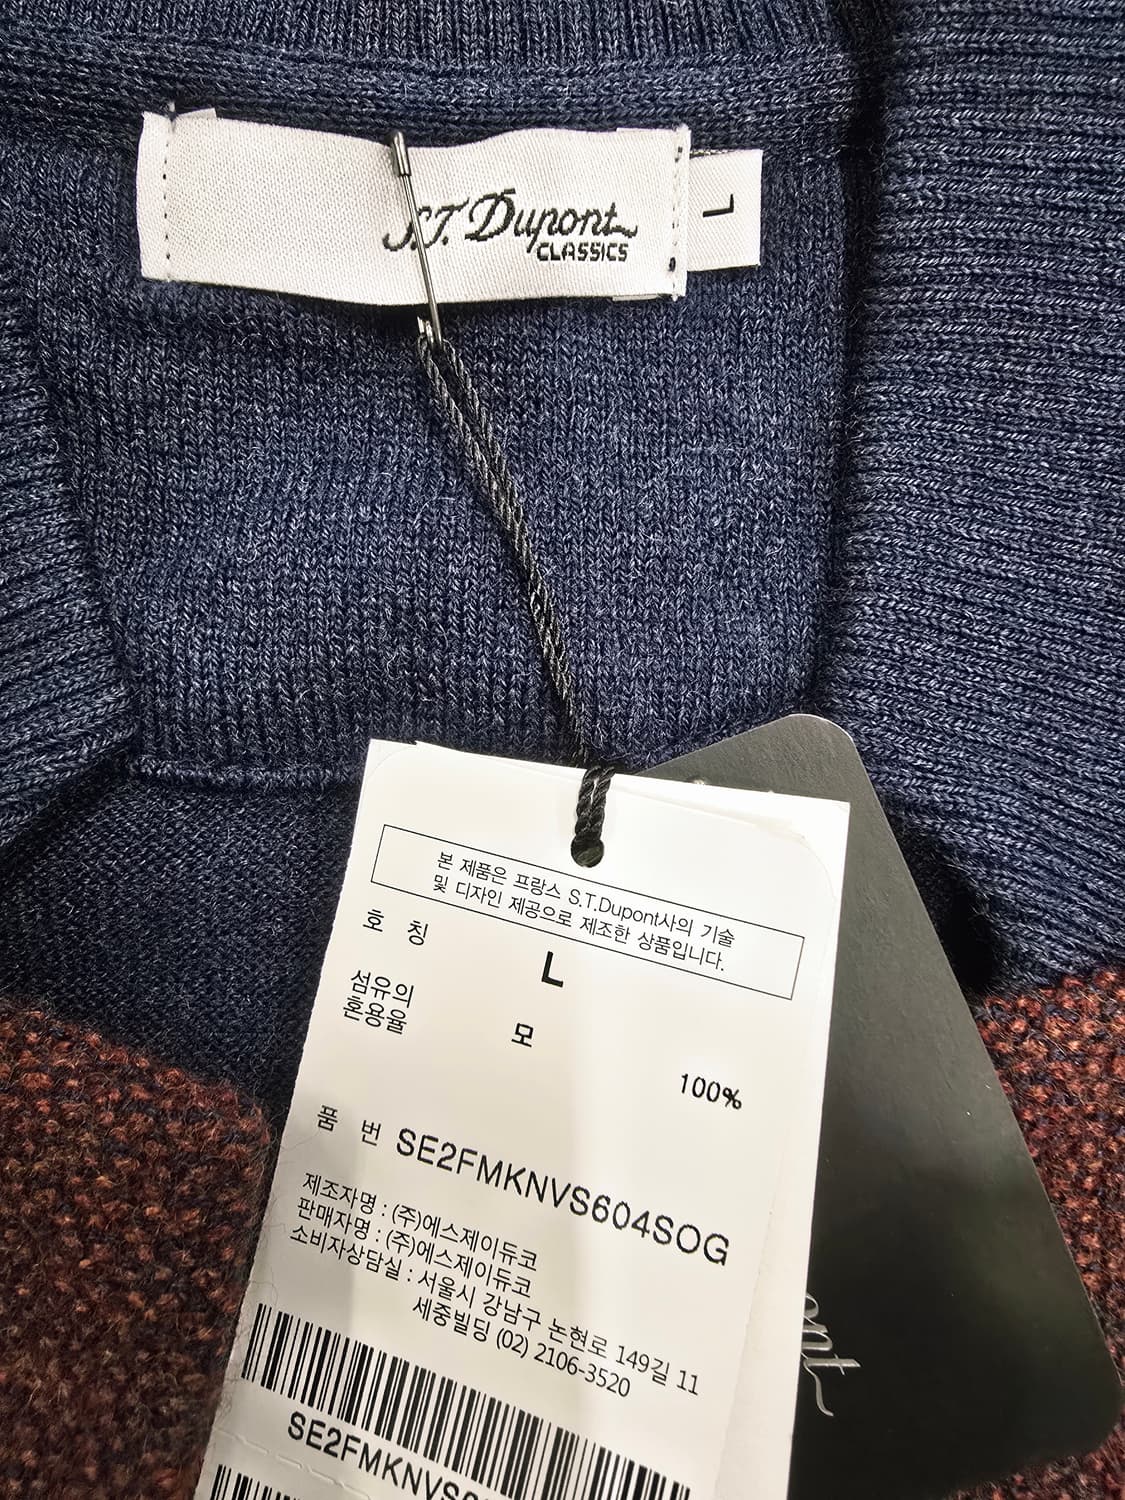 S.T. Dupont
CLASSICS
L
본 제품은 프랑스 S.T.Dupont사의 기술
및 디자인 제공으로 제조한 상품입니다.
호 칭 L
섬유의
혼용율 모 100%
품 번 SE2FMKNVS604SOG
제조자명 : (주)에스제이듀코
판매자명 : (주)에스제이듀코
소비자상담실 : 서울시 강남구 논현로 149길 11
세중빌딩 (02) 2106-3520